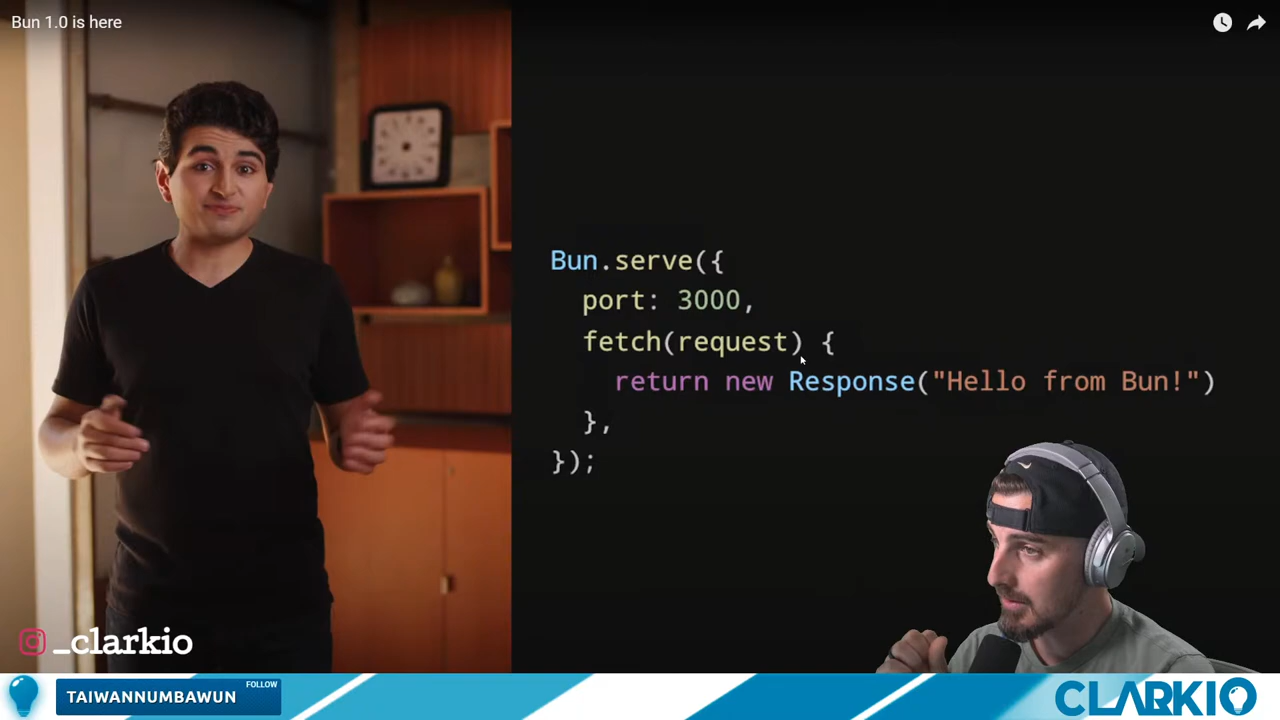 Bun 1.0 is here
Bun.serve({
port: 3000,
fetch(request) {
return new Response("Hello from Bun!")
},
});
_clarkio
TAIWANNUMBAWUN
FOLLOW
CLARKIO